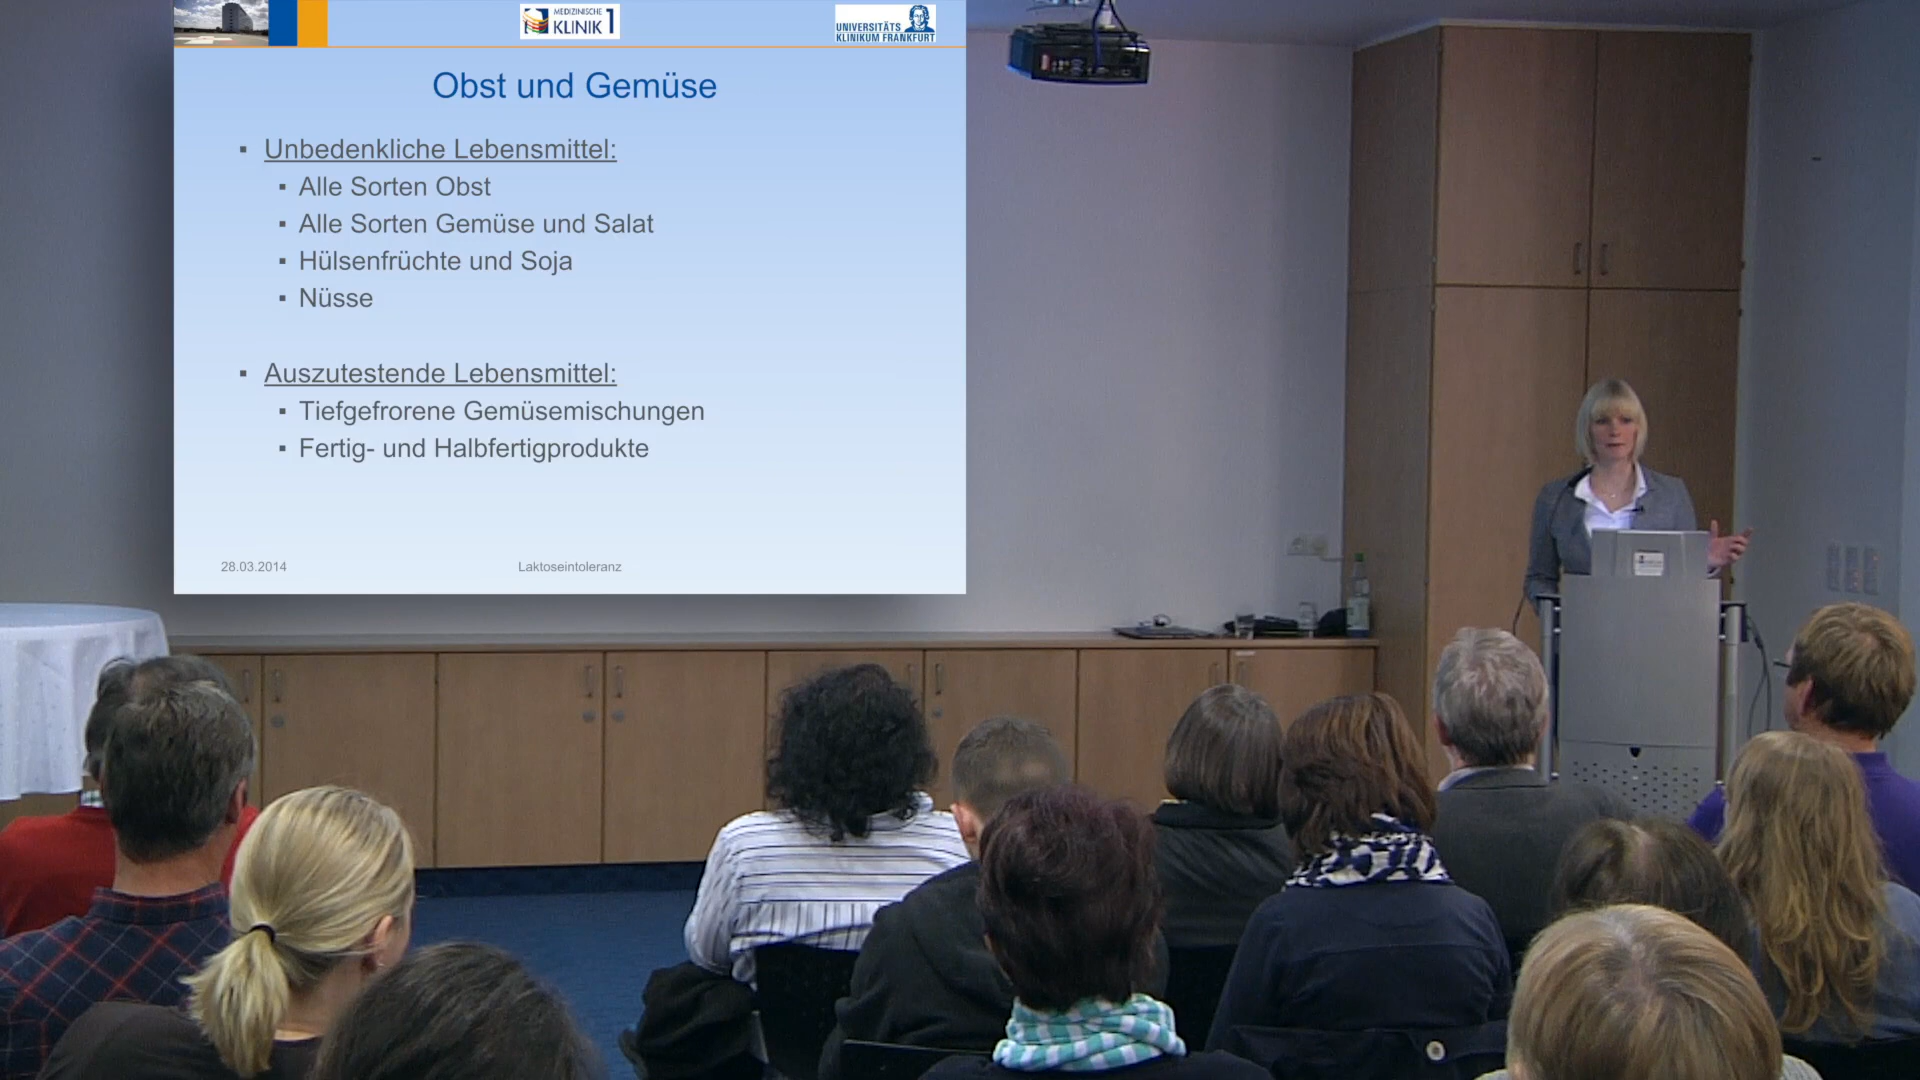 MEDIZINISCHE
KLINIK 1
UNIVERSITÄTS
KLINIKUM FRANKFURT
Obst und Gemüse
▪ Unbedenkliche Lebensmittel:
▪ Alle Sorten Obst
▪ Alle Sorten Gemüse und Salat
▪ Hülsenfrüchte und Soja
▪ Nüsse
▪ Auszutestende Lebensmittel:
▪ Tiefgefrorene Gemüsemischungen
▪ Fertig- und Halbfertigprodukte
28.03.2014
Laktoseintoleranz